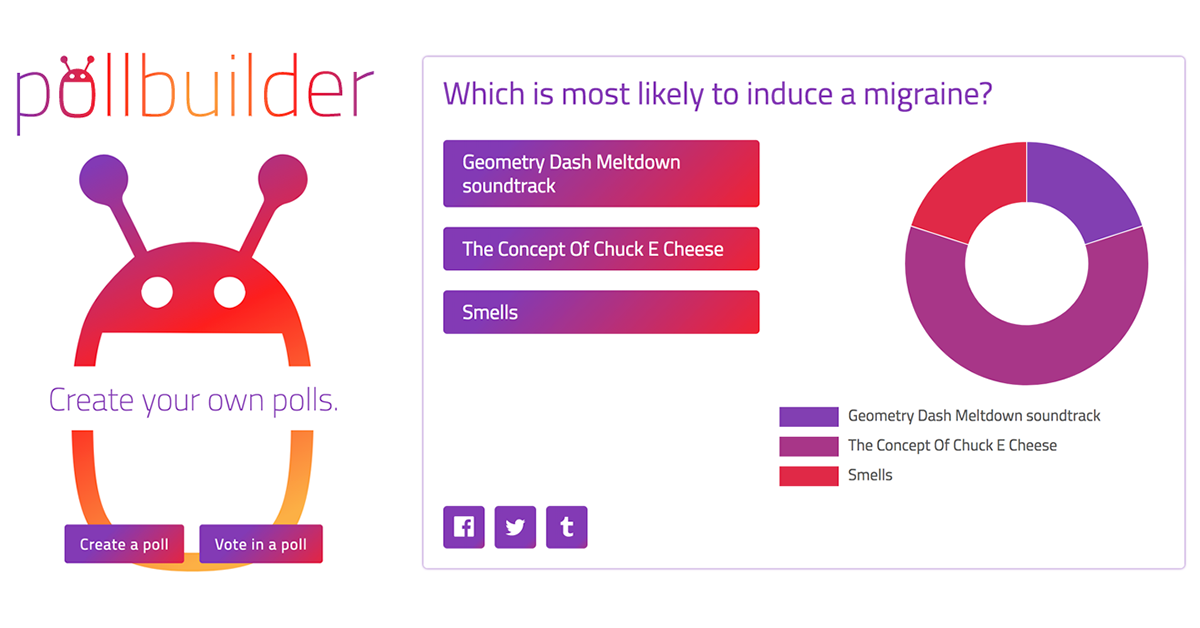 pollbuilder
Create your own polls.
Create a poll
Vote in a poll
Which is most likely to induce a migraine?
Geometry Dash Meltdown
soundtrack
The Concept Of Chuck E Cheese
Smells
Geometry Dash Meltdown soundtrack
The Concept Of Chuck E Cheese
Smells